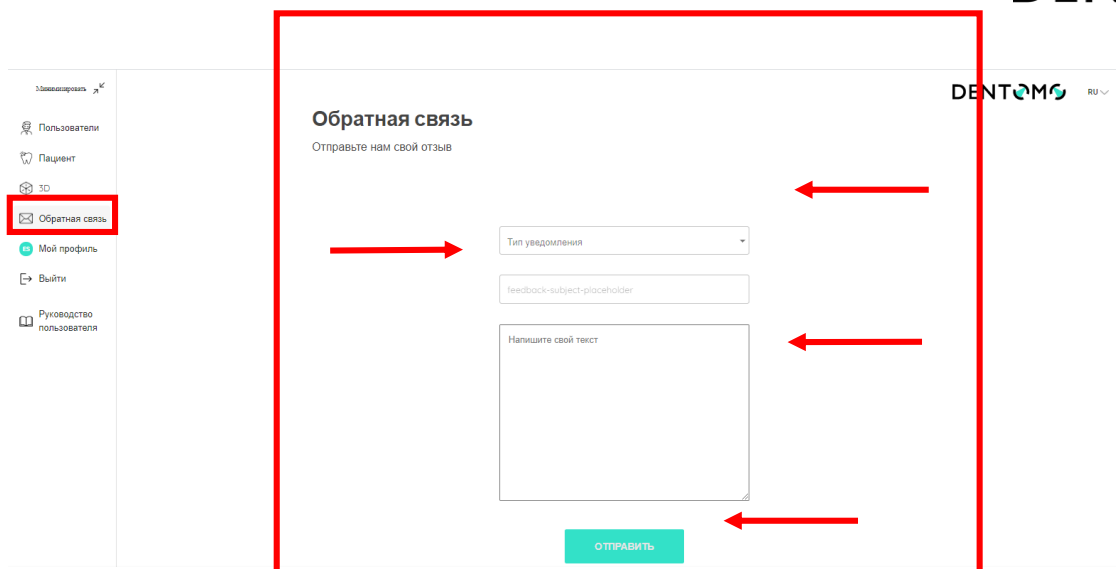 Минимизировать
DENTOMO
RU
Пользователи
Пациент
3D
Обратная связь
ES
Мой профиль
Выйти
Руководство
пользователя
Обратная связь
Отправьте нам свой отзыв
Тип уведомления
feedback-subject-placeholder
Напишите свой текст
ОТПРАВИТЬ